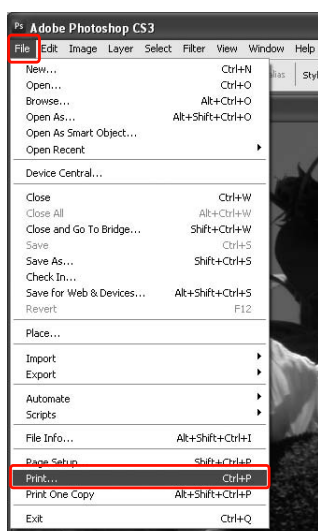 Ps Adobe Photoshop CS3
File Edit Image Layer Select Filter View Window Help
New... Ctrl+N
Open... Ctrl+O
Browse... Alt+Ctrl+O
Open As... Alt+Shift+Ctrl+O
Open As Smart Object...
Open Recent
Device Central...
Close Ctrl+W
Close All Alt+Ctrl+W
Close and Go To Bridge... Shift+Ctrl+W
Save Ctrl+S
Save As... Shift+Ctrl+S
Check In...
Save for Web & Devices... Alt+Shift+Ctrl+S
Revert F12
Place...
Import
Export
Automate
Scripts
File Info... Alt+Shift+Ctrl+I
Page Setup... Shift+Ctrl+P
Print... Ctrl+P
Print One Copy Alt+Shift+Ctrl+P
Exit Ctrl+Q